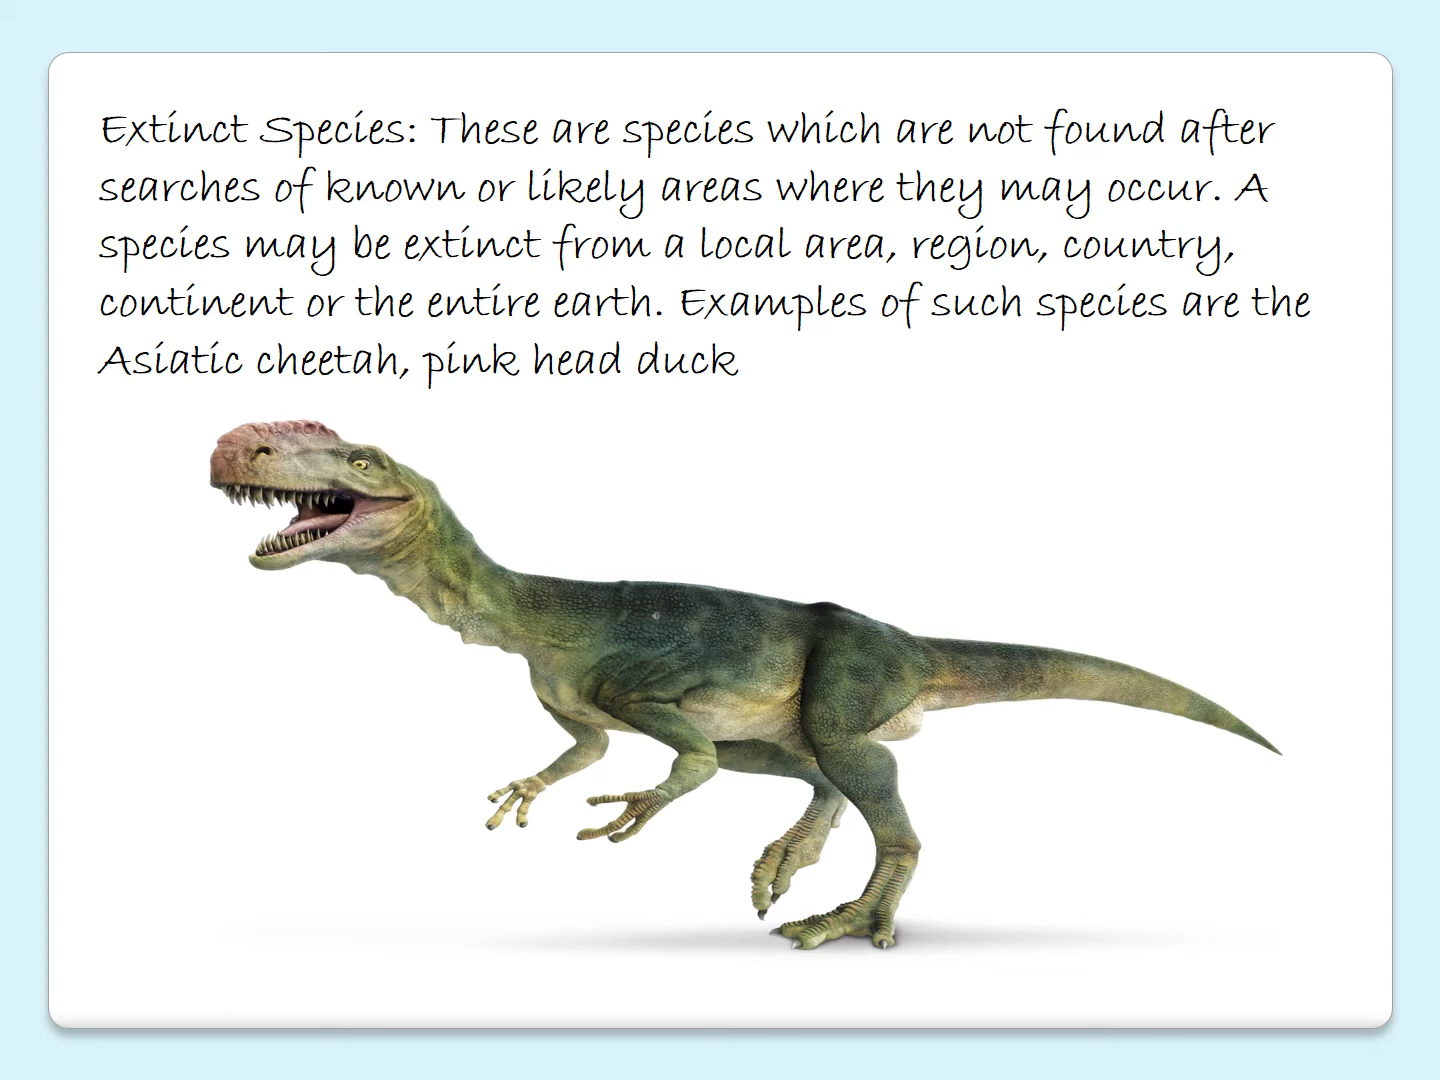 Extinct Species: These are species which are not found after
searches of known or likely areas where they may occur. A
species may be extinct from a local area, region, country,
continent or the entire earth. Examples of such species are the
Asiatic cheetah, pink head duck